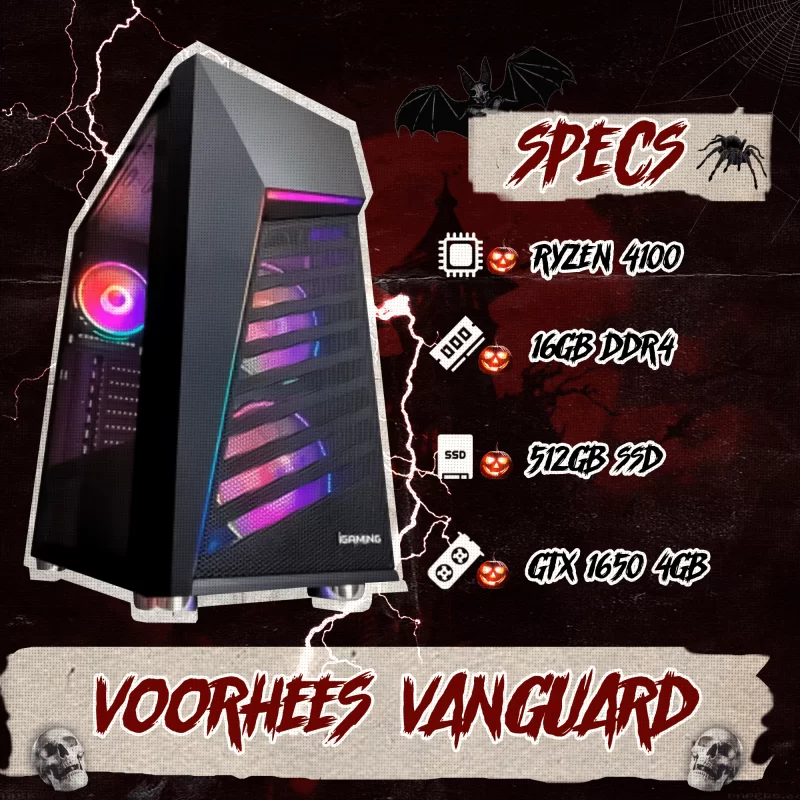 SPECS
RYZEN 4100
16GB DDR4
SSD
512GB SSD
GTX 1650 4GB
iGAMING
VOORHEES VANGUARD